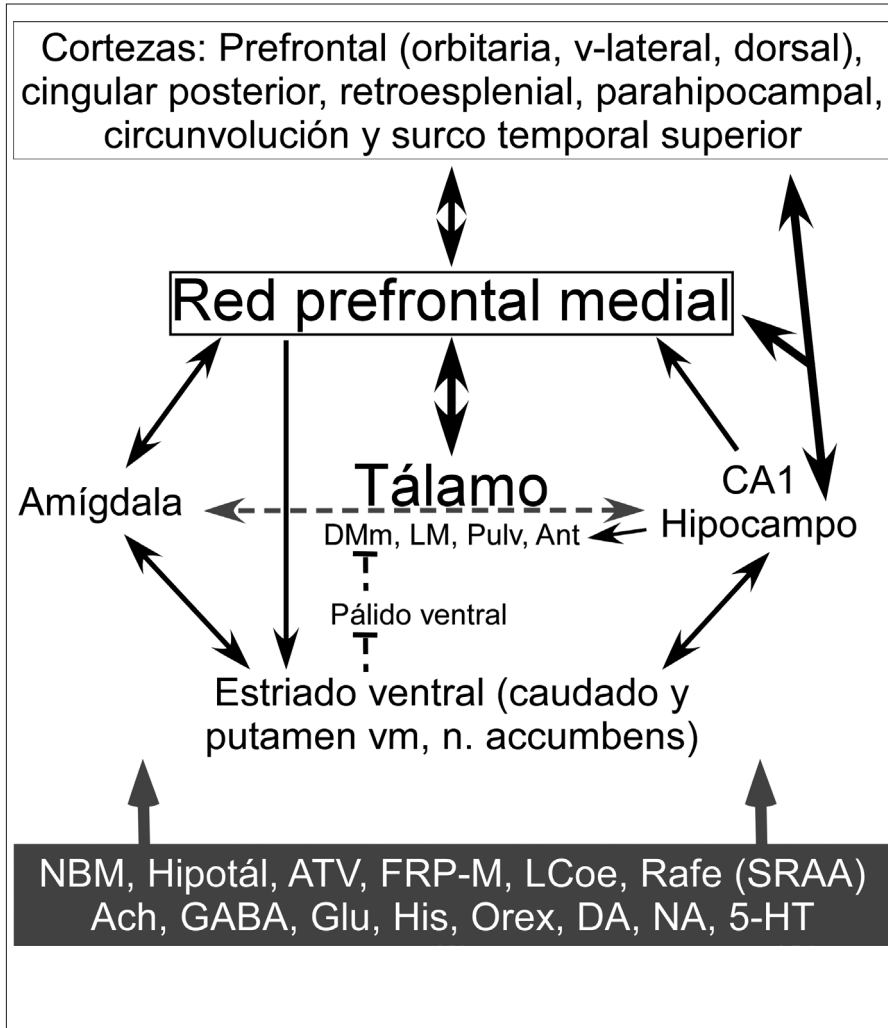 Cortezas: Prefrontal (orbitaria, v-lateral, dorsal),
cingular posterior, retroesplenial, parahipocampal,
circunvolución y surco temporal superior
Red prefrontal medial
Amígdala
Tálamo
DMm, LM, Pulv, Ant
CA1
Hipocampo
Pálido ventral
Estriado ventral (caudado y
putamen vm, n. accumbens)
NBM, Hipotál, ATV, FRP-M, LCoe, Rafe (SRAA)
Ach, GABA, Glu, His, Orex, DA, NA, 5-HT